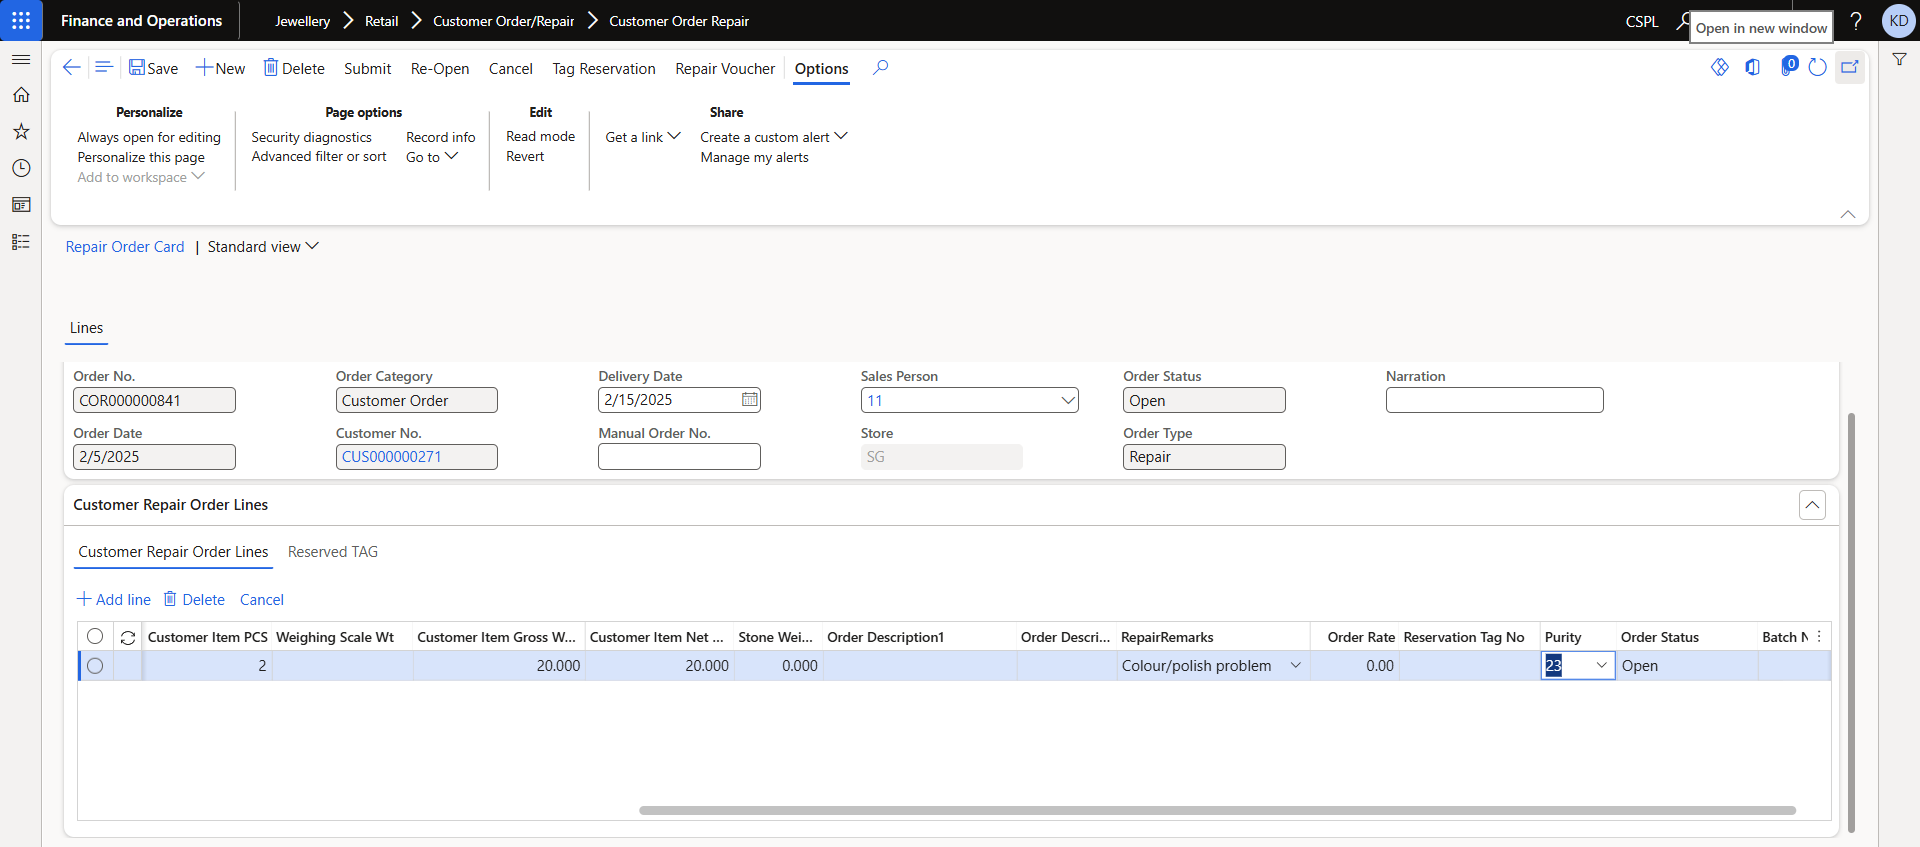 Finance and Operations
Jewellery > Retail > Customer Order/Repair > Customer Order Repair
CSPL
Open in new window
?
KD
Save New Delete Submit Re-Open Cancel Tag Reservation Repair Voucher Options
0
Personalize
Always open for editing
Personalize this page
Add to workspace
Page options
Security diagnostics
Advanced filter or sort
Record info
Go to
Edit
Read mode
Revert
Get a link
Share
Create a custom alert
Manage my alerts
Repair Order Card | Standard view
Lines
Order No. Order Category Delivery Date Sales Person Order Status Narration
COR000000841 Customer Order 2/15/2025 11 Open
Order Date Customer No. Manual Order No. Store Order Type
2/5/2025 CUS000000271 SG Repair
Customer Repair Order Lines
Customer Repair Order Lines Reserved TAG
Add line Delete Cancel
Customer Item PCS Weighing Scale Wt Customer Item Gross W... Customer Item Net ... Stone Wei... Order Description1 Order Descri... RepairRemarks Order Rate Reservation Tag No Purity Order Status Batch N
2 20.000 20.000 0.000 Colour/polish problem 0.00 23 Open